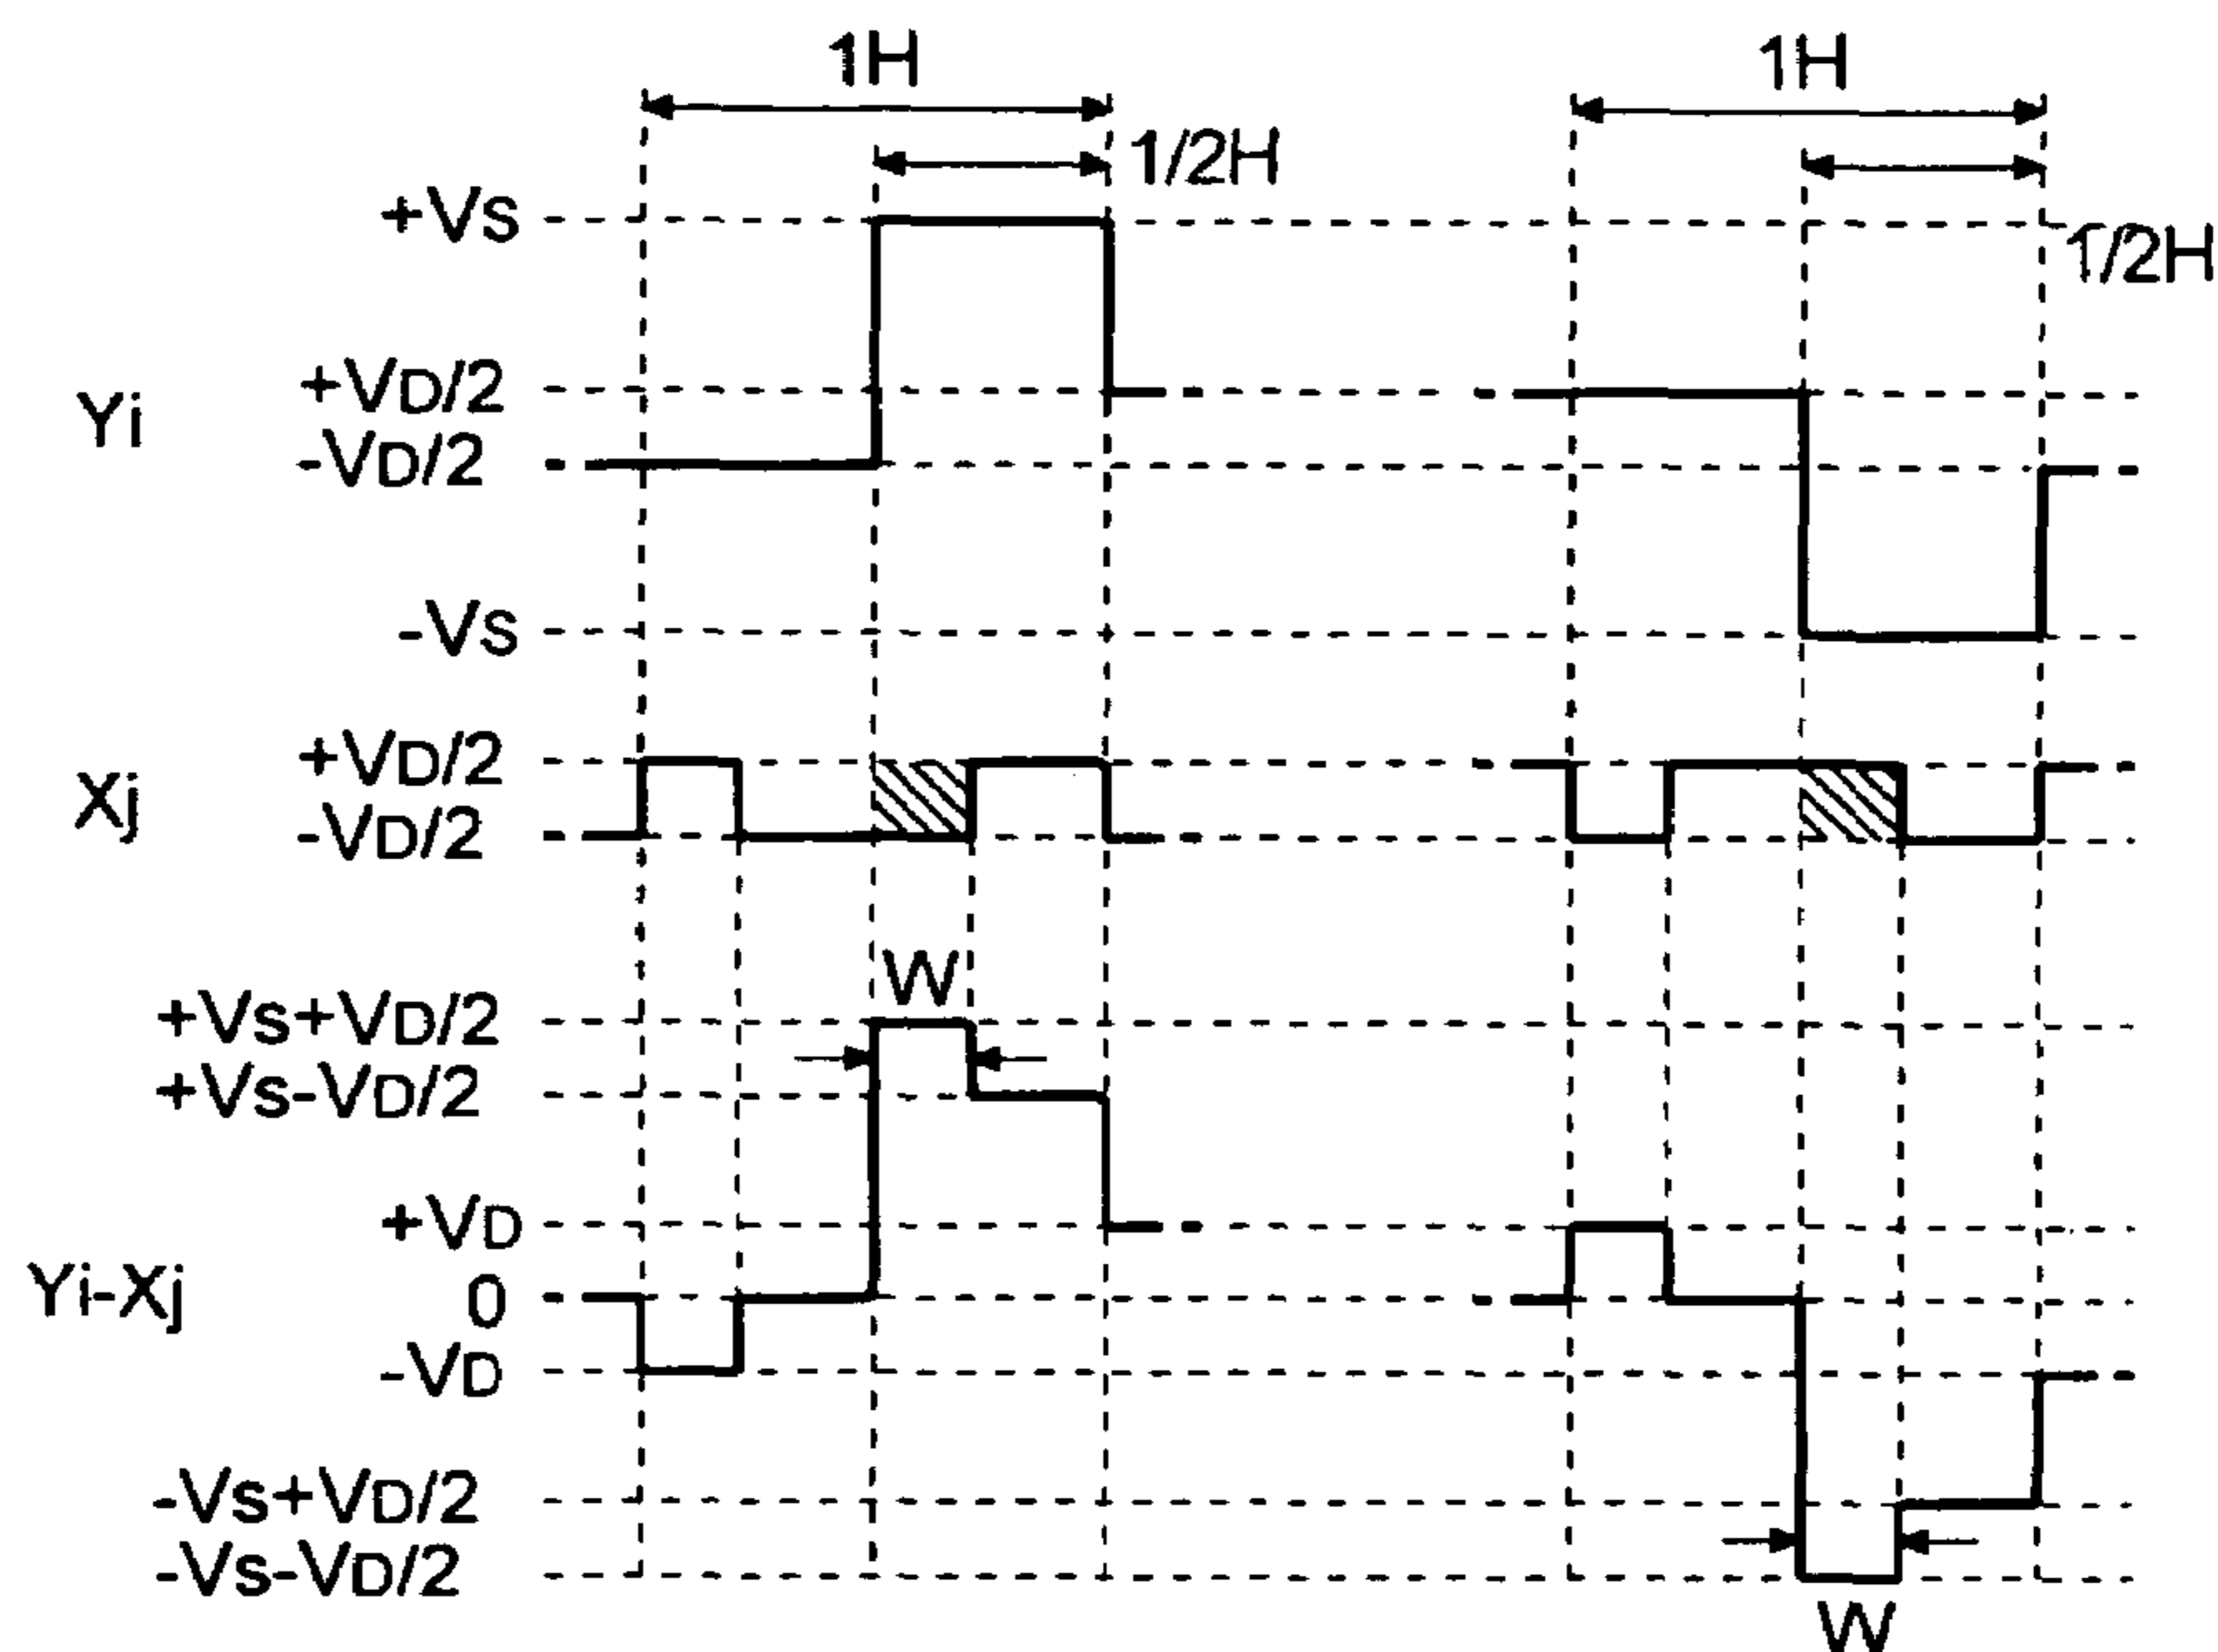 1H 1H
1/2H
+VS
1/2H
+VD/2
Yi
-VD/2
-VS
+VD/2
Xj
-VD/2
W
+VS+VD/2
+VS-VD/2
+VD
Yi-Xj
0
-VD
-VS+VD/2
-VS-VD/2
W